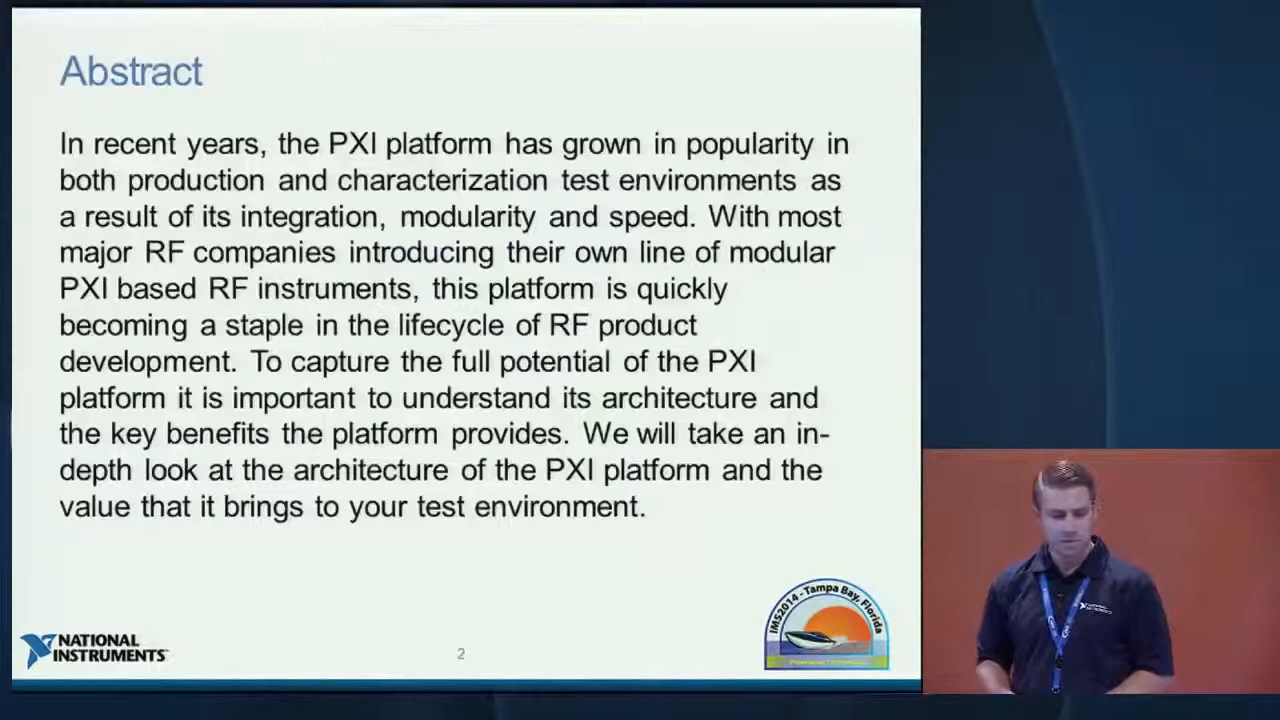 Abstract
In recent years, the PXI platform has grown in popularity in
both production and characterization test environments as
a result of its integration, modularity and speed. With most
major RF companies introducing their own line of modular
PXI based RF instruments, this platform is quickly
becoming a staple in the lifecycle of RF product
development. To capture the full potential of the PXI
platform it is important to understand its architecture and
the key benefits the platform provides. We will take an in-
depth look at the architecture of the PXI platform and the
value that it brings to your test environment.
IMS2014 - Tampa Bay, Florida
NATIONAL
INSTRUMENTS
2